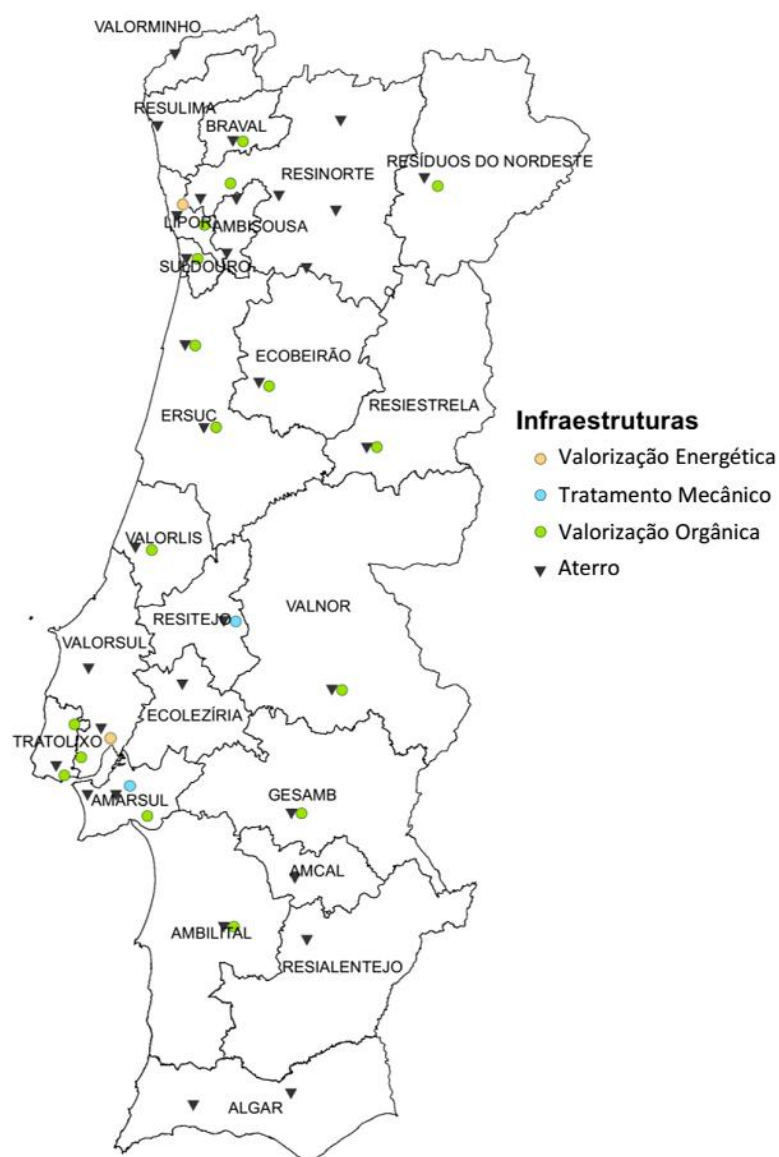 VALORMINHO
RESULIMA
BRAVAL
RESINORTE
RESÍDUOS DO NORDESTE
LIPOR
AMBISOUSA
SULDOURO
ECOBEIRÃO
ERSUC
RESIESTRELA
Infraestruturas
Valorização Energética
Tratamento Mecânico
Valorização Orgânica
Aterro
VALORLIS
RESITEJO
VALNOR
VALORSUL
ECOLEZÍRIA
TRATOLIXO
AMARSUL
GESAMB
AMCAL
AMBILITAL
RESIALENTEJO
ALGAR